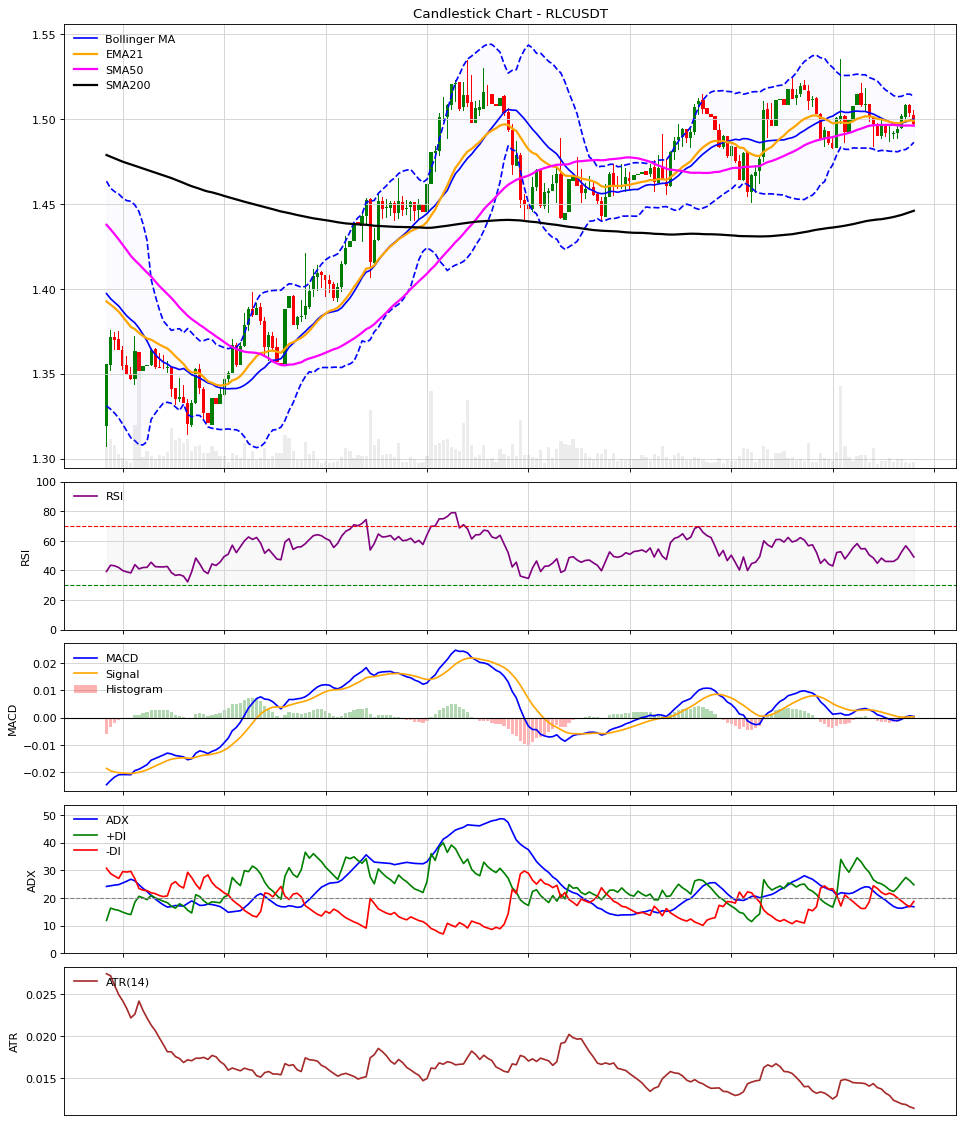 Candlestick Chart - RLCUSDT
1.55
1.50
1.45
1.40
1.35
1.30
Bollinger MA
EMA21
SMA50
SMA200
100
80
60
40
20
0
RSI
RSI
0.02
0.01
0.00
−0.01
−0.02
MACD
MACD
Signal
Histogram
50
40
30
20
10
0
ADX
ADX
+DI
-DI
0.025
0.020
0.015
ATR
ATR(14)